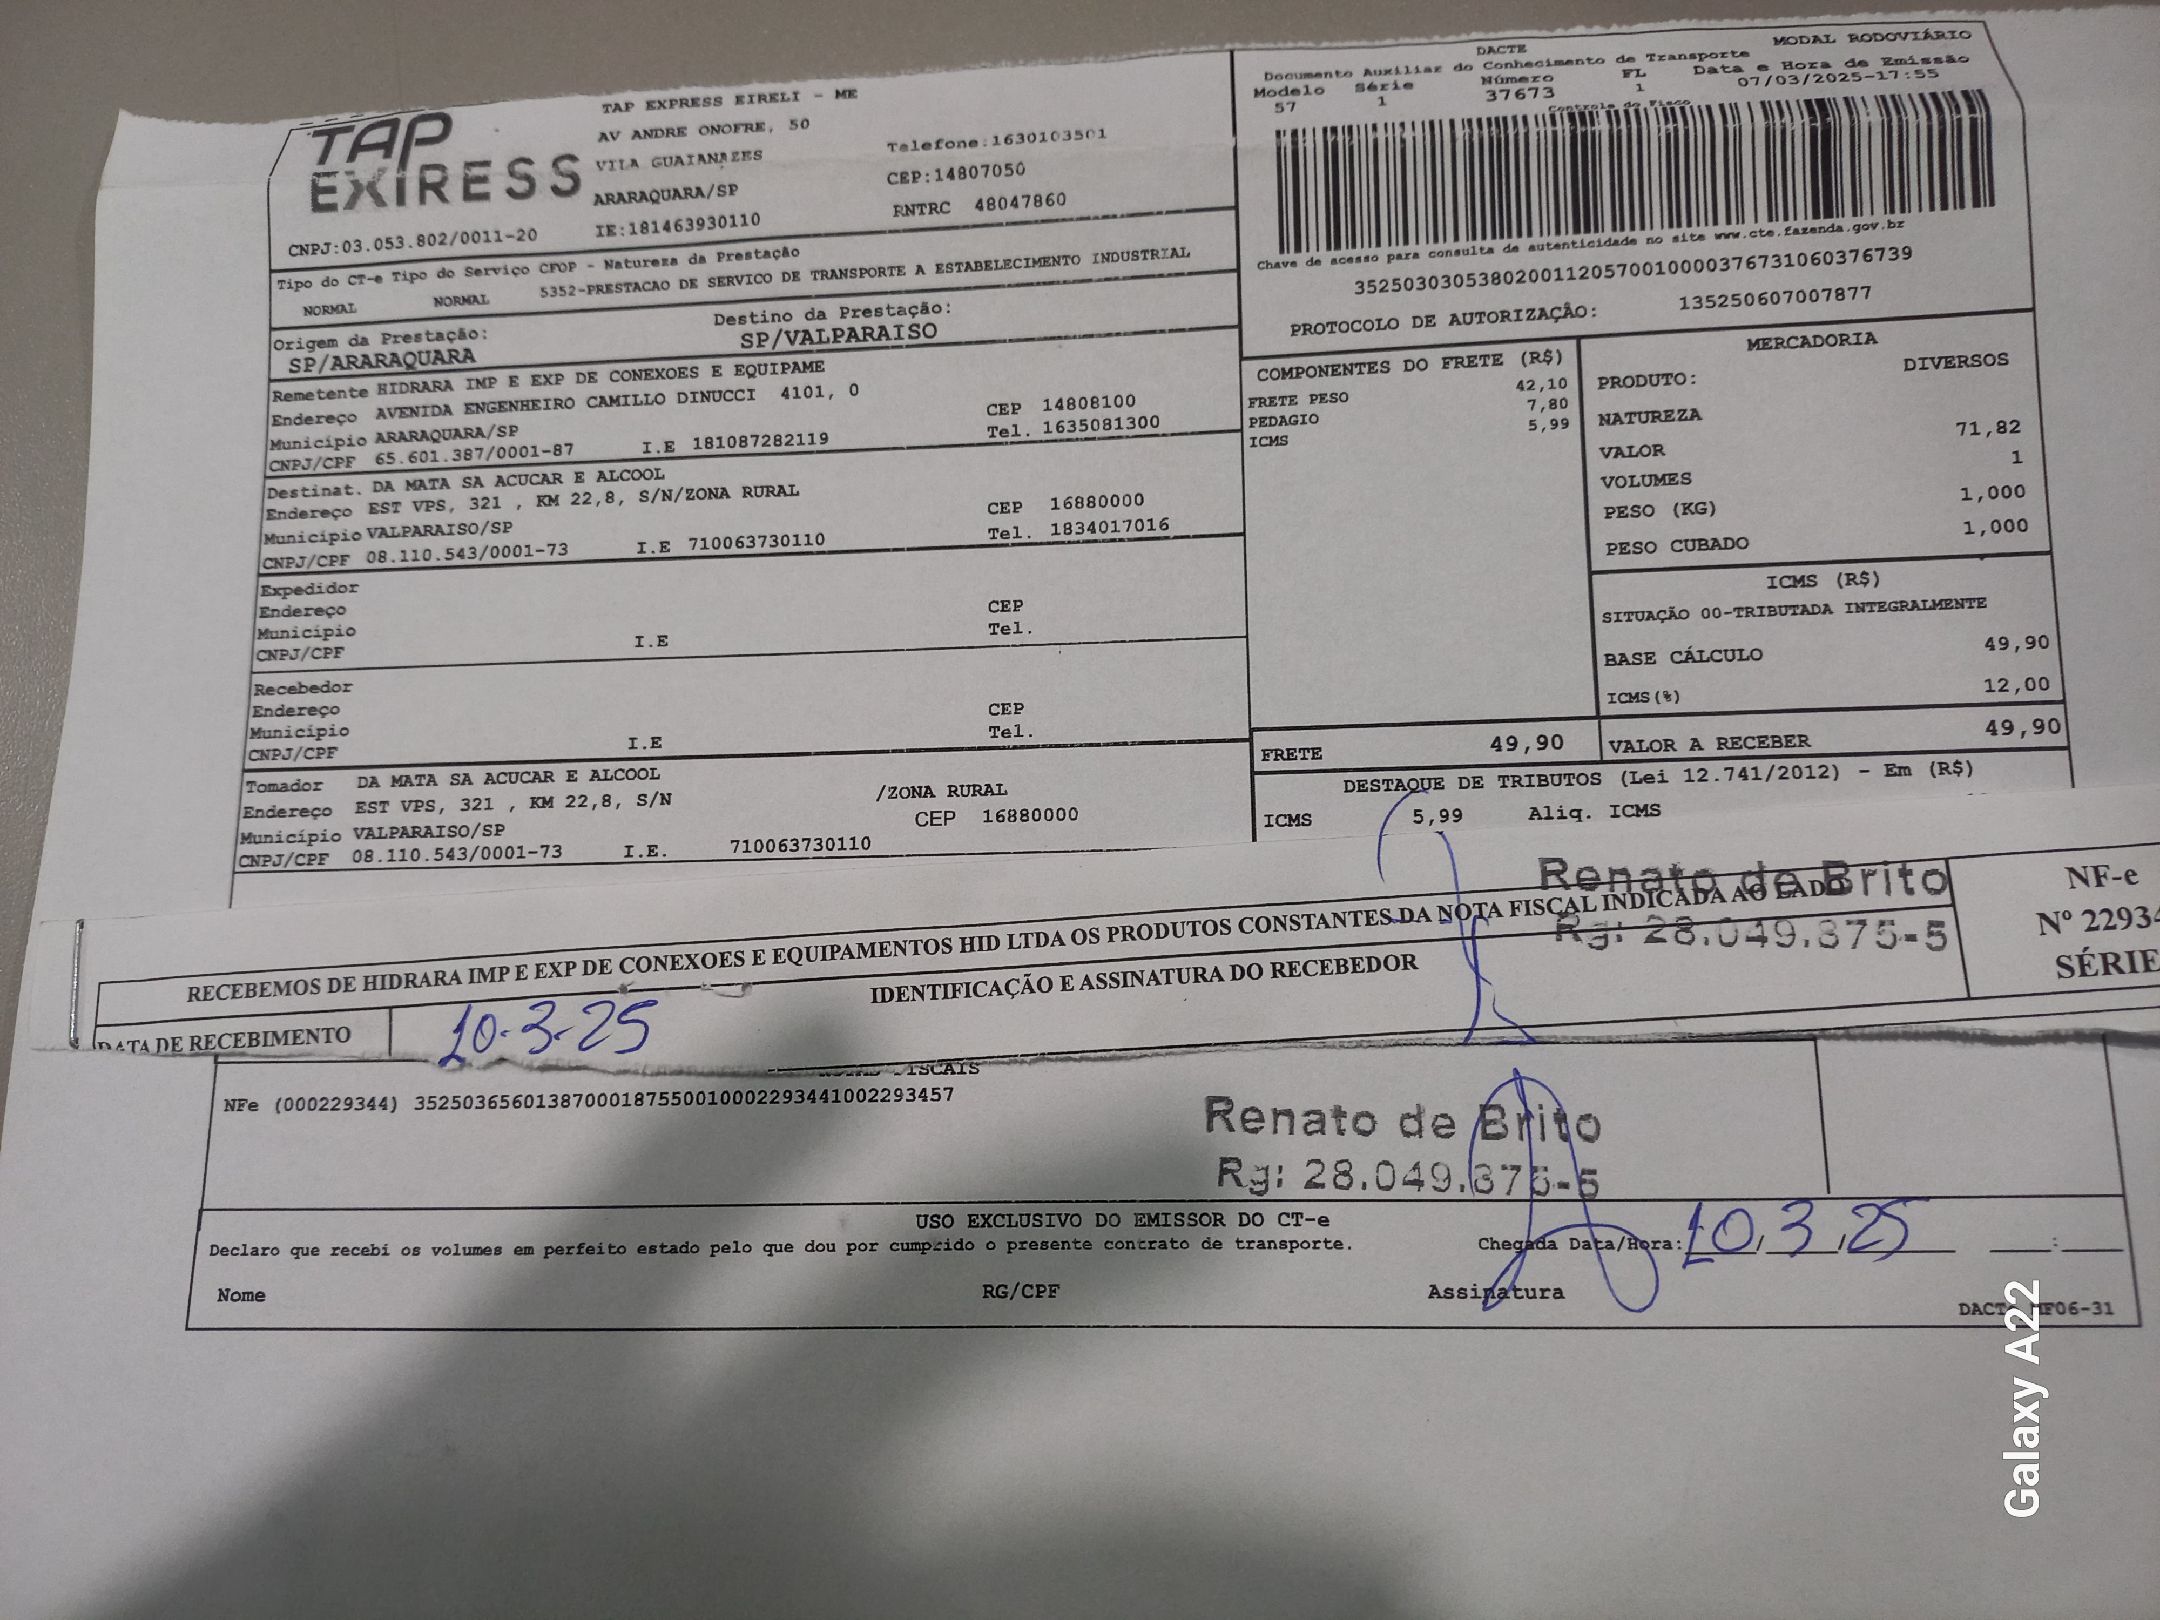 TAP
EXPRESS
TAP EXPRESS EIRELI - ME
AV ANDRE ONOFRE, 50
VILA GUAIANAZES
ARARAQUARA/SP
IE:181463930110
Telefone:1630103501
CEP:14807050
RNTRC 48047860
CNPJ:03.053.802/0011-20
DACTE
MODAL RODOVIÁRIO
Documento Auxiliar do Conhecimento de Transporte
Modelo Série Número FL Data e Hora de Emissão
57 1 37673 1 07/03/2025-17:55
Controle do Fisco
Chave de acesso para consulta de autenticidade no site www.cte.fazenda.gov.br
35250303053802001120570010000376731060376739
PROTOCOLO DE AUTORIZAÇÃO: 135250607007877
Tipo do CT-e Tipo do Serviço CFOP - Natureza da Prestação
NORMAL NORMAL 5352-PRESTACAO DE SERVICO DE TRANSPORTE A ESTABELECIMENTO INDUSTRIAL
Origem da Prestação: Destino da Prestação:
SP/ARARAQUARA SP/VALPARAISO
Remetente HIDRARA IMP E EXP DE CONEXOES E EQUIPAME
Endereço AVENIDA ENGENHEIRO CAMILLO DINUCCI 4101, 0
Município ARARAQUARA/SP CEP 14808100
CNPJ/CPF 65.601.387/0001-87 I.E 181087282119 Tel. 1635081300
Destinat. DA MATA SA ACUCAR E ALCOOL
Endereço EST VPS, 321 , KM 22,8, S/N/ZONA RURAL
Município VALPARAISO/SP CEP 16880000
CNPJ/CPF 08.110.543/0001-73 I.E 710063730110 Tel. 1834017016
Expedidor
Endereço CEP
Município Tel.
CNPJ/CPF I.E
Recebedor
Endereço CEP
Município Tel.
CNPJ/CPF I.E
Tomador DA MATA SA ACUCAR E ALCOOL
Endereço EST VPS, 321 , KM 22,8, S/N /ZONA RURAL
Município VALPARAISO/SP CEP 16880000
CNPJ/CPF 08.110.543/0001-73 I.E. 710063730110
COMPONENTES DO FRETE (R$)
FRETE PESO 42,10
PEDAGIO 7,80
ICMS 5,99
MERCADORIA
PRODUTO: DIVERSOS
NATUREZA
VALOR 71,82
VOLUMES 1
PESO (KG) 1,000
PESO CUBADO 1,000
ICMS (R$)
SITUAÇÃO 00-TRIBUTADA INTEGRALMENTE
BASE CÁLCULO 49,90
ICMS(%) 12,00
FRETE 49,90 VALOR A RECEBER 49,90
DESTAQUE DE TRIBUTOS (Lei 12.741/2012) - Em (R$)
ICMS 5,99 Aliq. ICMS
Renato de Brito
Rg: 28.049.375-5
RECEBEMOS DE HIDRARA IMP E EXP DE CONEXOES E EQUIPAMENTOS HID LTDA OS PRODUTOS CONSTANTES DA NOTA FISCAL INDICADA AO LADO
NF-e
Nº 22934
SÉRIE
DATA DE RECEBIMENTO
IDENTIFICAÇÃO E ASSINATURA DO RECEBEDOR
10-3-25
FISCAIS
NFe (000229344) 35250365601387000187550010002293441002293457
Renato de Brito
Rg: 28.049.375-5
USO EXCLUSIVO DO EMISSOR DO CT-e
Declaro que recebi os volumes em perfeito estado pelo que dou por cumprido o presente contrato de transporte.
Chegada Data/Hora: 10/3/25 :
Nome RG/CPF Assinatura
DACTE MF06-31
Galaxy A22